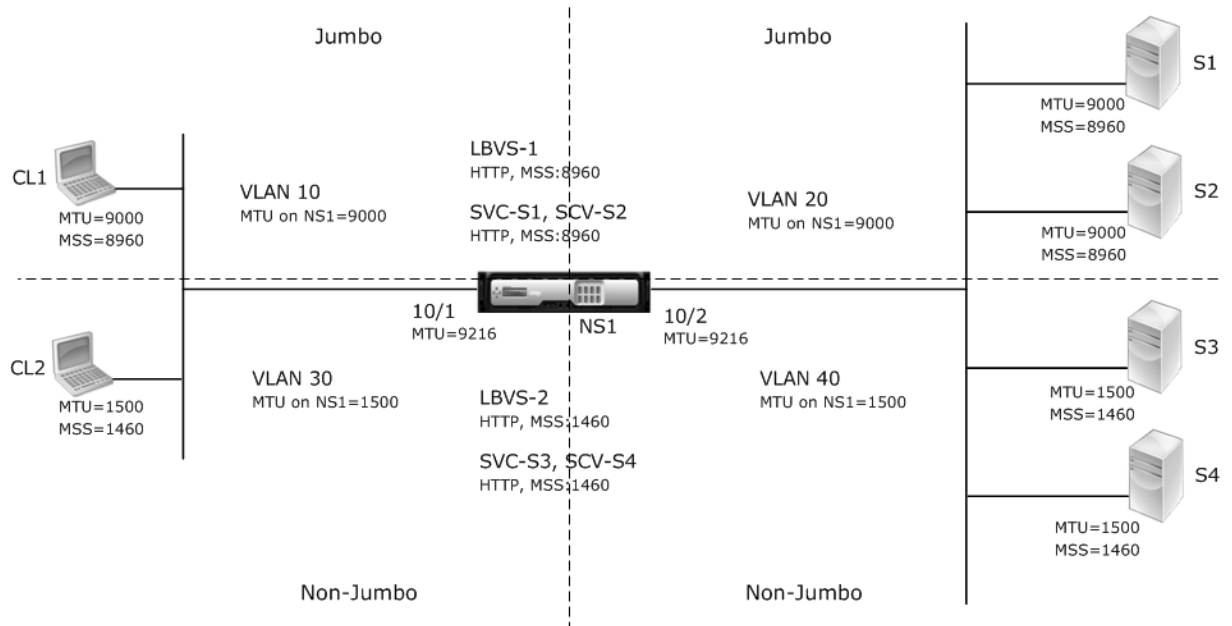 Jumbo
Jumbo
S1
MTU=9000
MSS=8960
LBVS-1
HTTP, MSS:8960
CL1
VLAN 10
MTU on NS1=9000
MTU=9000
MSS=8960
SVC-S1, SCV-S2
HTTP, MSS:8960
VLAN 20
MTU on NS1=9000
S2
MTU=9000
MSS=8960
10/1
MTU=9216
NS1
10/2
MTU=9216
S3
CL2
VLAN 30
MTU on NS1=1500
MTU=1500
MSS=1460
LBVS-2
HTTP, MSS:1460
VLAN 40
MTU on NS1=1500
MTU=1500
MSS=1460
SVC-S3, SCV-S4
HTTP, MSS:1460
S4
MTU=1500
MSS=1460
Non-Jumbo
Non-Jumbo